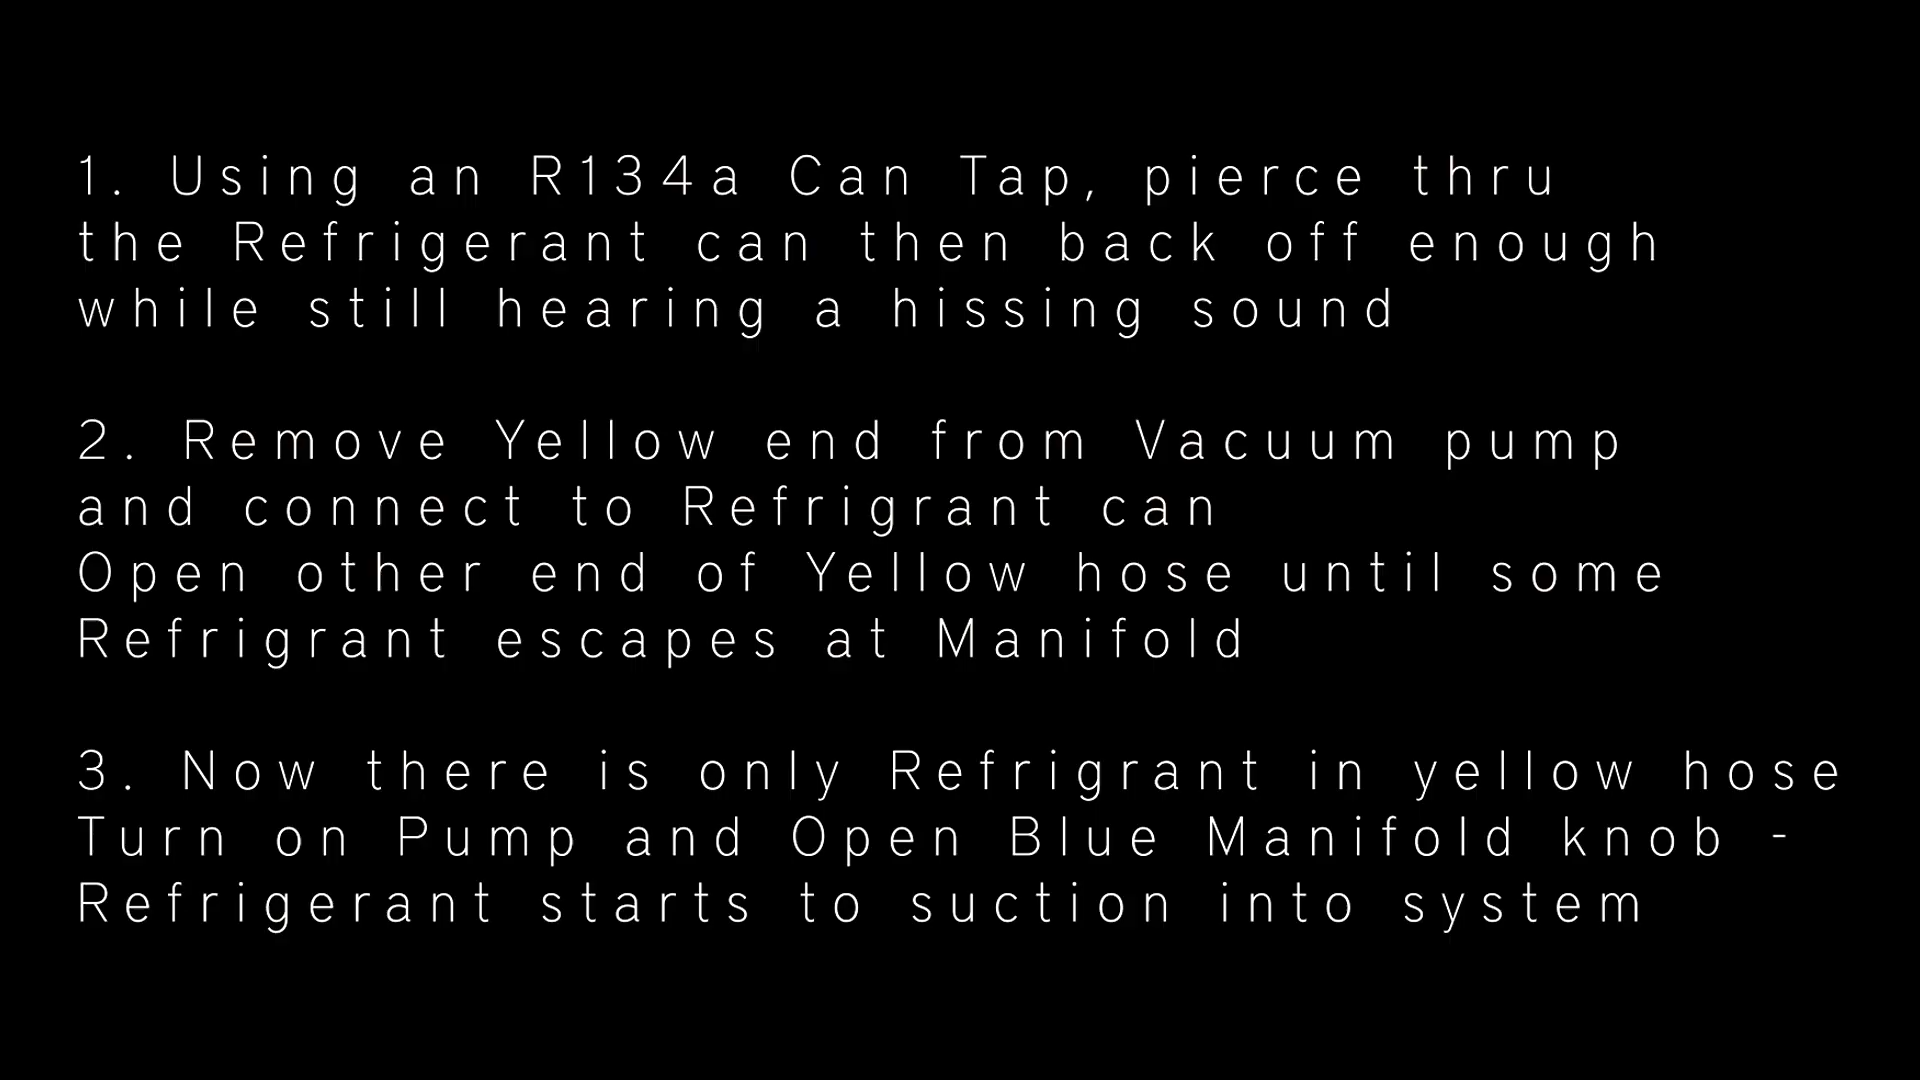 1. Using an R134a Can Tap, pierce thru
the Refrigerant can then back off enough
while still hearing a hissing sound
2. Remove Yellow end from Vacuum pump
and connect to Refrigrant can
Open other end of Yellow hose until some
Refrigrant escapes at Manifold
3. Now there is only Refrigrant in yellow hose
Turn on Pump and Open Blue Manifold knob -
Refrigerant starts to suction into system